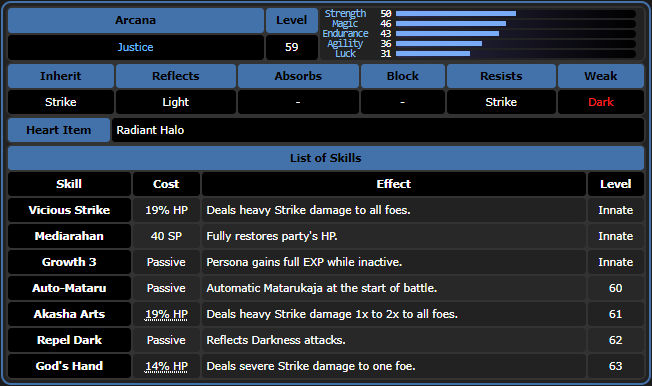 Arcana Level
Justice 59
Strength 50
Magic 46
Endurance 43
Agility 36
Luck 31
Inherit Reflects Absorbs Block Resists Weak
Strike Light - - Strike Dark
Heart Item Radiant Halo
List of Skills
Skill Cost Effect Level
Vicious Strike 19% HP Deals heavy Strike damage to all foes. Innate
Mediarahan 40 SP Fully restores party's HP. Innate
Growth 3 Passive Persona gains full EXP while inactive. Innate
Auto-Mataru Passive Automatic Matarukaja at the start of battle. 60
Akasha Arts 19% HP Deals heavy Strike damage 1x to 2x to all foes. 61
Repel Dark Passive Reflects Darkness attacks. 62
God's Hand 14% HP Deals severe Strike damage to one foe. 63